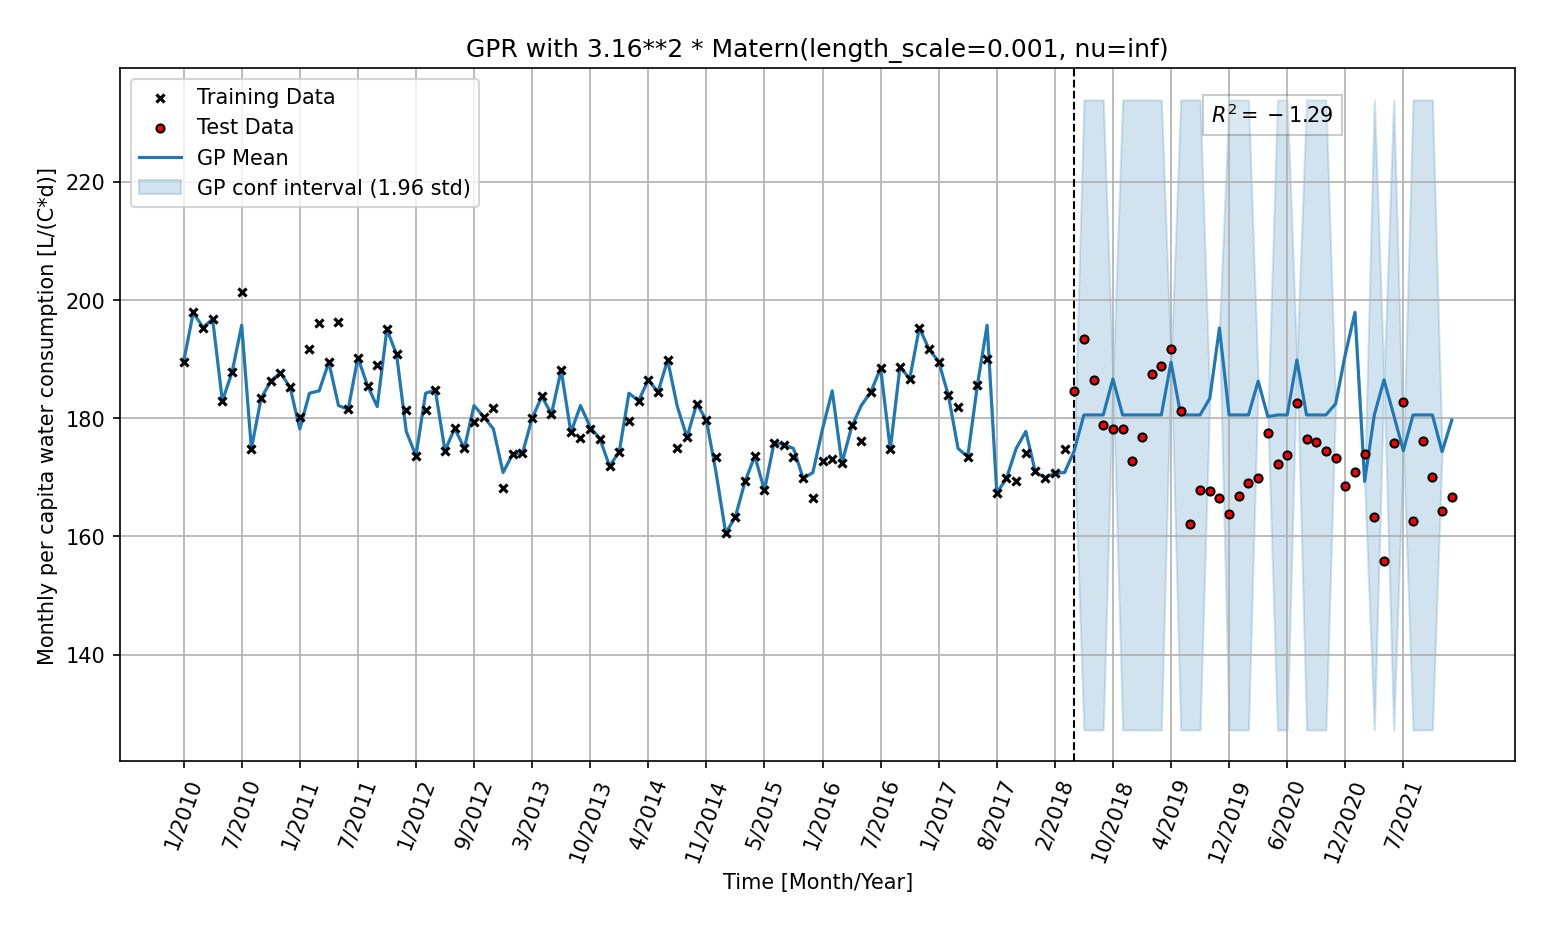 GPR with 3.16**2 * Matern(length_scale=0.001, nu=inf)
Training Data
Test Data
GP Mean
GP conf interval (1.96 std)
R² = −1.29
Monthly per capita water consumption [L/(C*d)]
220
200
180
160
140
1/2010 7/2010 1/2011 7/2011 1/2012 9/2012 3/2013 10/2013 4/2014 11/2014 5/2015 1/2016 7/2016 1/2017 8/2017 2/2018 10/2018 4/2019 12/2019 6/2020 12/2020 7/2021
Time [Month/Year]